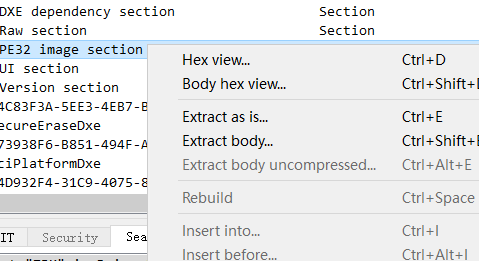 DXE dependency section Section
Raw section Section
PE32 image section
UI section
Version section
4C83F3A-5EE3-4EB7-B
ecureEraseDxe
73938F6-B851-494F-A
ciPlatformDxe
4D932F4-31C9-4075-8
Hex view... Ctrl+D
Body hex view... Ctrl+Shift+D
Extract as is... Ctrl+E
Extract body... Ctrl+Shift+E
Extract body uncompressed... Ctrl+Alt+E
Rebuild Ctrl+Space
Insert into... Ctrl+I
Insert before... Ctrl+Alt+I
IT Security Sea